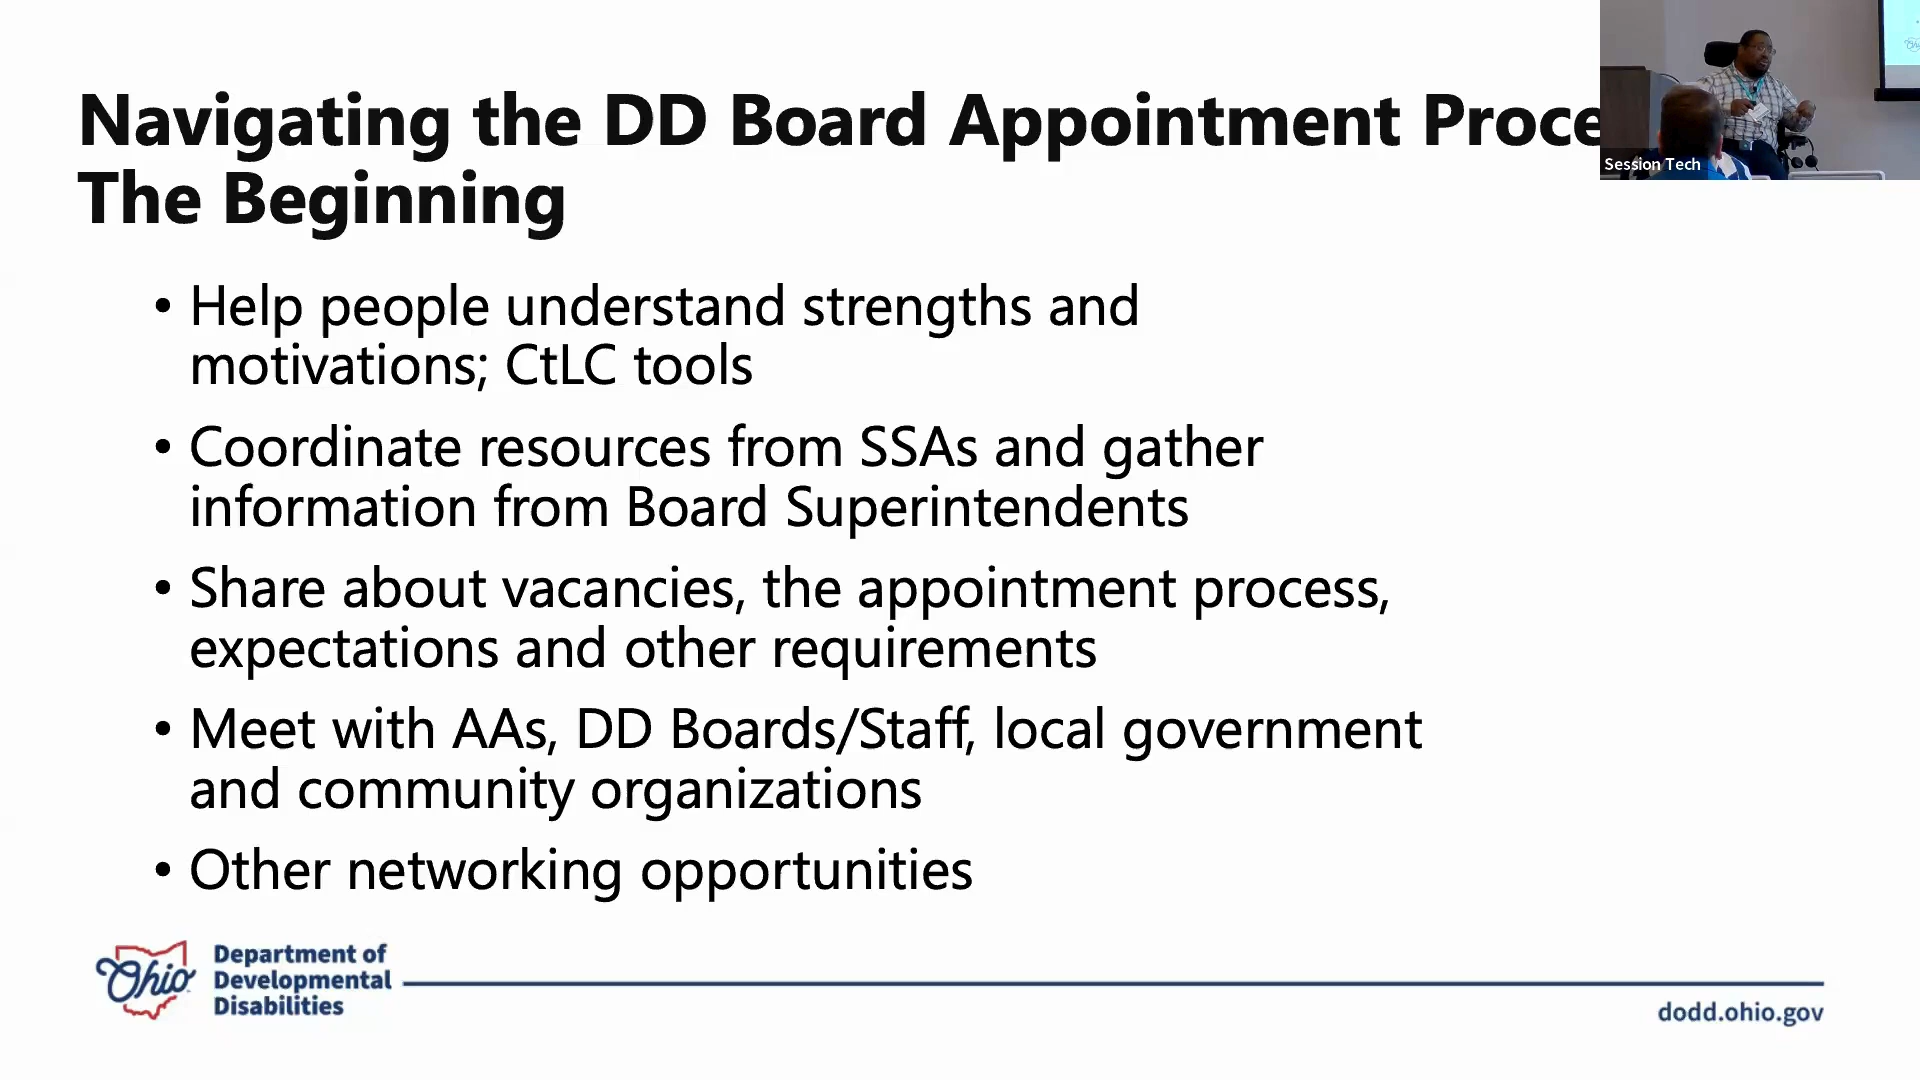 Navigating the DD Board Appointment Proce
The Beginning
Session Tech
• Help people understand strengths and
motivations; CtLC tools
• Coordinate resources from SSAs and gather
information from Board Superintendents
• Share about vacancies, the appointment process,
expectations and other requirements
• Meet with AAs, DD Boards/Staff, local government
and community organizations
• Other networking opportunities
Ohio
Department of
Developmental
Disabilities
dodd.ohio.gov